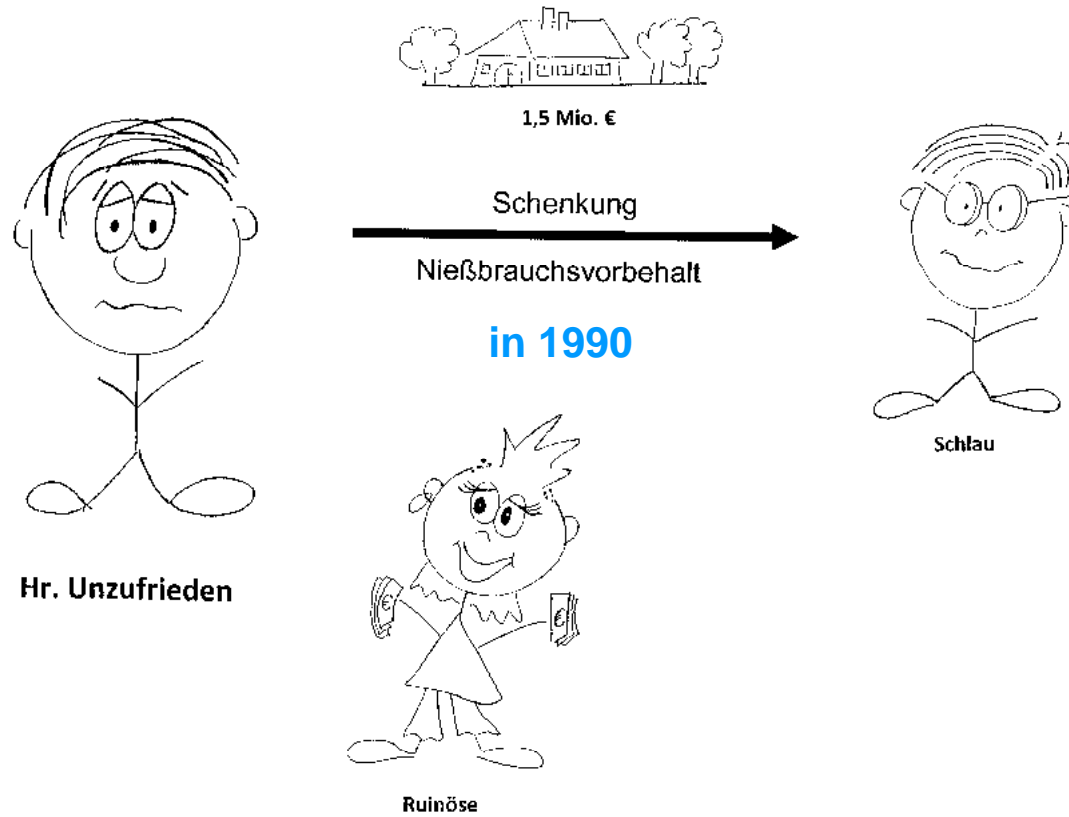 1,5 Mio. €
Schenkung
Nießbrauchsvorbehalt
in 1990
Schlau
Hr. Unzufrieden
€
€
Ruinöse